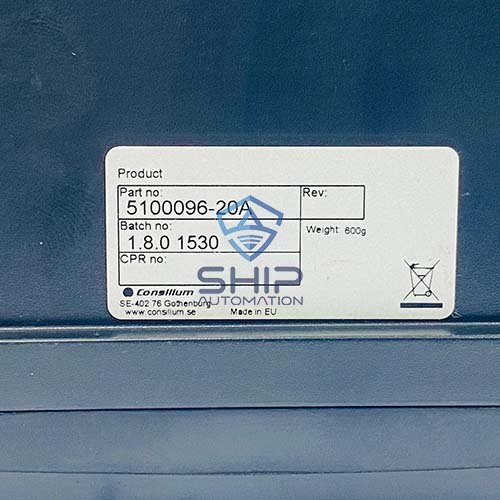 Product
Part no: Rev:
5100096-20A
Batch no: Weight 600g
1.8.0 1530
CPR no:
SHIP
AUTOMATION
Consilium
SE-402 76 Gothenburg
www.consilium.se Made in EU